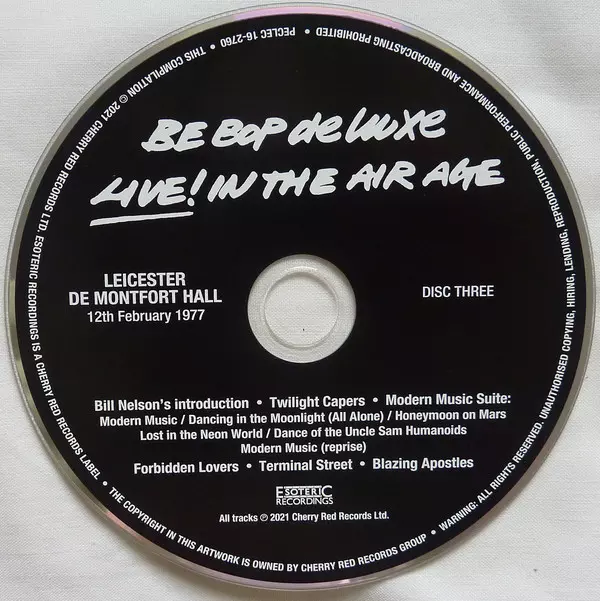 BE BOP deluxe
LIVE! IN THE AIR AGE
LEICESTER
DE MONTFORT HALL
12th February 1977
DISC THREE
Bill Nelson's introduction • Twilight Capers • Modern Music Suite:
Modern Music / Dancing in the Moonlight (All Alone) / Honeymoon on Mars
Lost in the Neon World / Dance of the Uncle Sam Humanoids
Modern Music (reprise)
Forbidden Lovers • Terminal Street • Blazing Apostles
ESOTERIC
RECORDINGS
All tracks ℗ 2021 Cherry Red Records Ltd.
PECLEC 16-2760 • THIS COMPILATION © 2021 CHERRY RED RECORDS LTD. ESOTERIC RECORDINGS IS A CHERRY RED RECORDS LABEL • THE COPYRIGHT IN THIS ARTWORK IS OWNED BY CHERRY RED RECORDS GROUP • WARNING: ALL RIGHTS RESERVED. UNAUTHORISED COPYING, HIRING, LENDING, REPRODUCTION, PUBLIC PERFORMANCE AND BROADCASTING PROHIBITED •